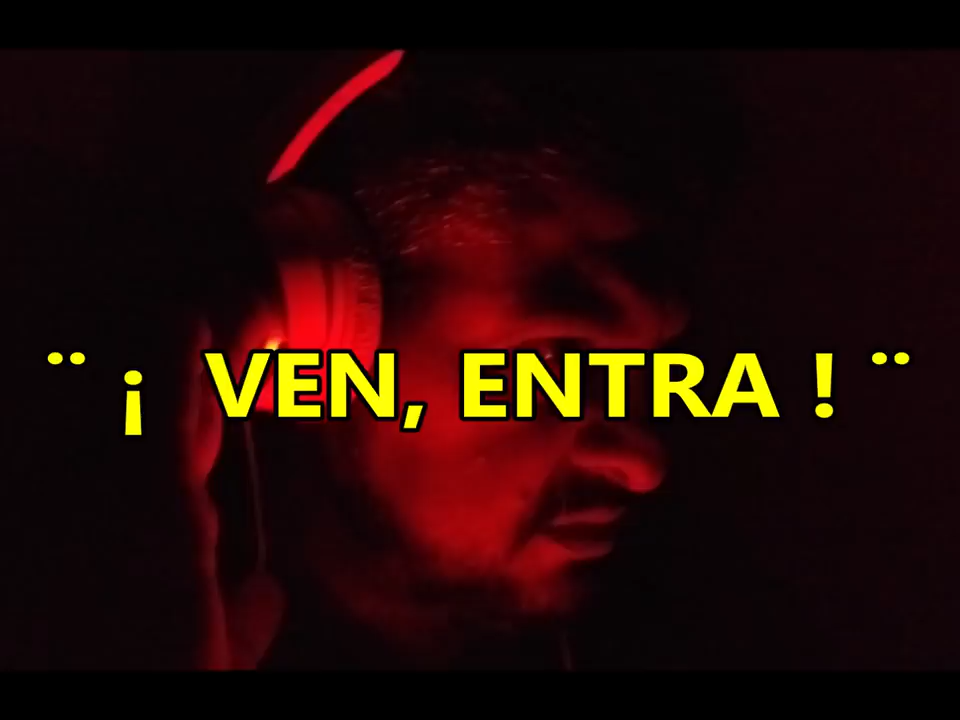 ¨ ¡ VEN, ENTRA ! ¨